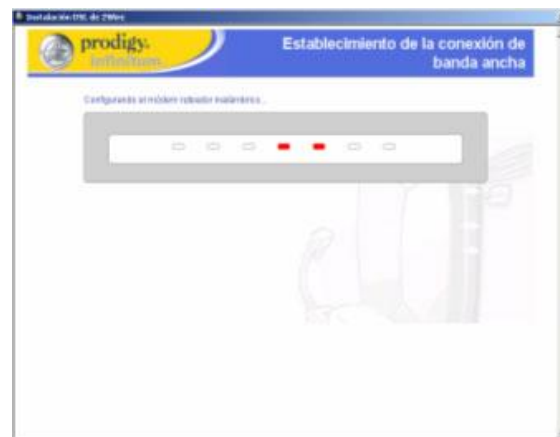 Instalación DSL de 2Wire
prodigy.
infinitum
Establecimiento de la conexión de
banda ancha
Configurando el módem ruteador inalámbrico...